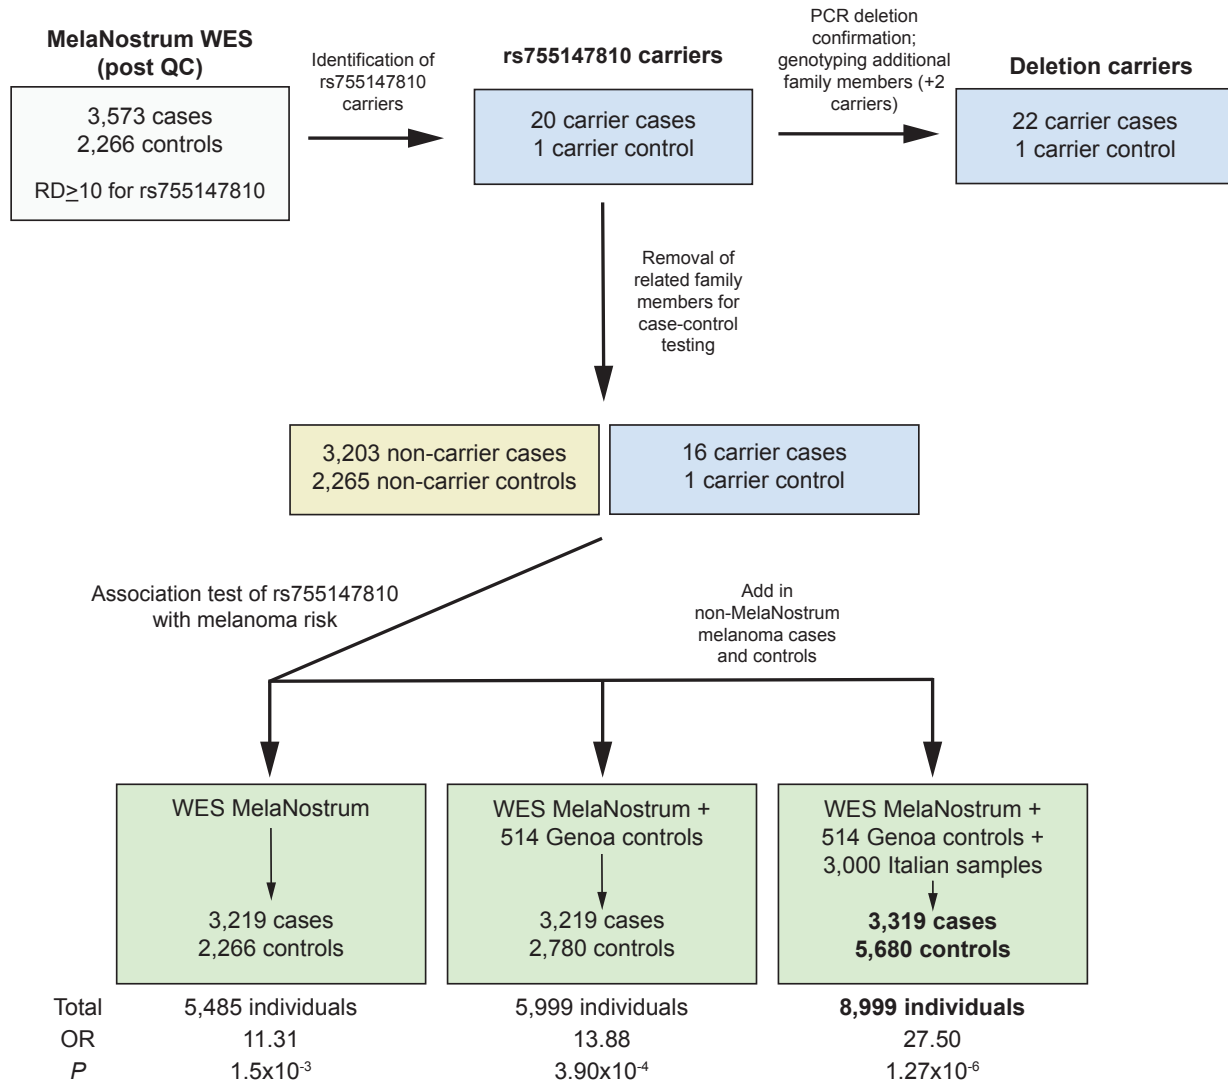 MelaNostrum WES
(post QC)
3,573 cases
2,266 controls
RD≥10 for rs755147810
Identification of
rs755147810
carriers
rs755147810 carriers
20 carrier cases
1 carrier control
PCR deletion
confirmation;
genotyping additional
family members (+2
carriers)
Deletion carriers
22 carrier cases
1 carrier control
Removal of
related family
members for
case-control
testing
3,203 non-carrier cases
2,265 non-carrier controls
16 carrier cases
1 carrier control
Association test of rs755147810
with melanoma risk
Add in
non-MelaNostrum
melanoma cases
and controls
WES MelaNostrum
3,219 cases
2,266 controls
WES MelaNostrum +
514 Genoa controls
3,219 cases
2,780 controls
WES MelaNostrum +
514 Genoa controls +
3,000 Italian samples
3,319 cases
5,680 controls
Total 5,485 individuals 5,999 individuals 8,999 individuals
OR 11.31 13.88 27.50
P 1.5x10⁻³ 3.90x10⁻⁴ 1.27x10⁻⁶